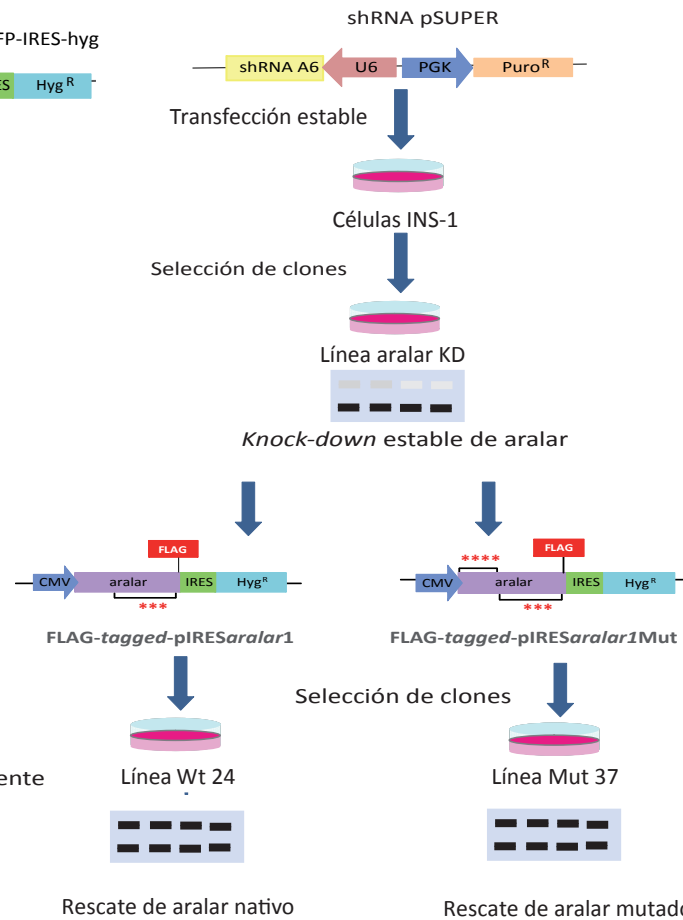 shRNA pSUPER
FP-IRES-hyg
shRNA A6 U6 PGK Puro R
ES Hyg R
Transfección estable
Células INS-1
Selección de clones
Línea aralar KD
Knock-down estable de aralar
FLAG
CMV aralar IRES Hyg R
***
FLAG-tagged-pIRESaralar1
FLAG
****
CMV aralar IRES Hyg R
***
FLAG-tagged-pIRESaralar1Mut
Selección de clones
ente
Línea Wt 24
Línea Mut 37
Rescate de aralar nativo
Rescate de aralar mutado